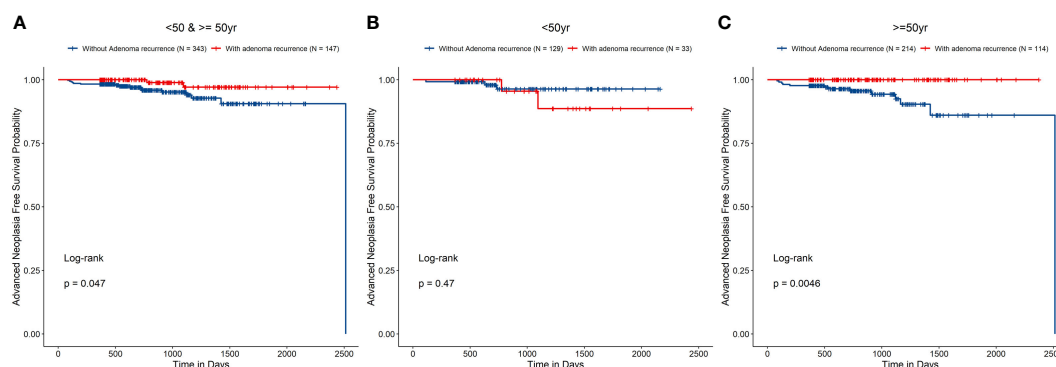 A
<50 & >= 50yr
Without Adenoma recurrence (N = 343) With adenoma recurrence (N = 147)
Advanced Neoplasia Free Survival Probability
1.00
0.75
0.50
0.25
0.00
Log-rank
p = 0.047
0 500 1000 1500 2000 2500
Time in Days
B
<50yr
Without Adenoma recurrence (N = 129) With adenoma recurrence (N = 33)
Advanced Neoplasia Free Survival Probability
1.00
0.75
0.50
0.25
0.00
Log-rank
p = 0.47
0 500 1000 1500 2000 2500
Time in Days
C
>=50yr
Without Adenoma recurrence (N = 214) With adenoma recurrence (N = 114)
Advanced Neoplasia Free Survival Probability
1.00
0.75
0.50
0.25
0.00
Log-rank
p = 0.0046
0 500 1000 1500 2000 2500
Time in Days